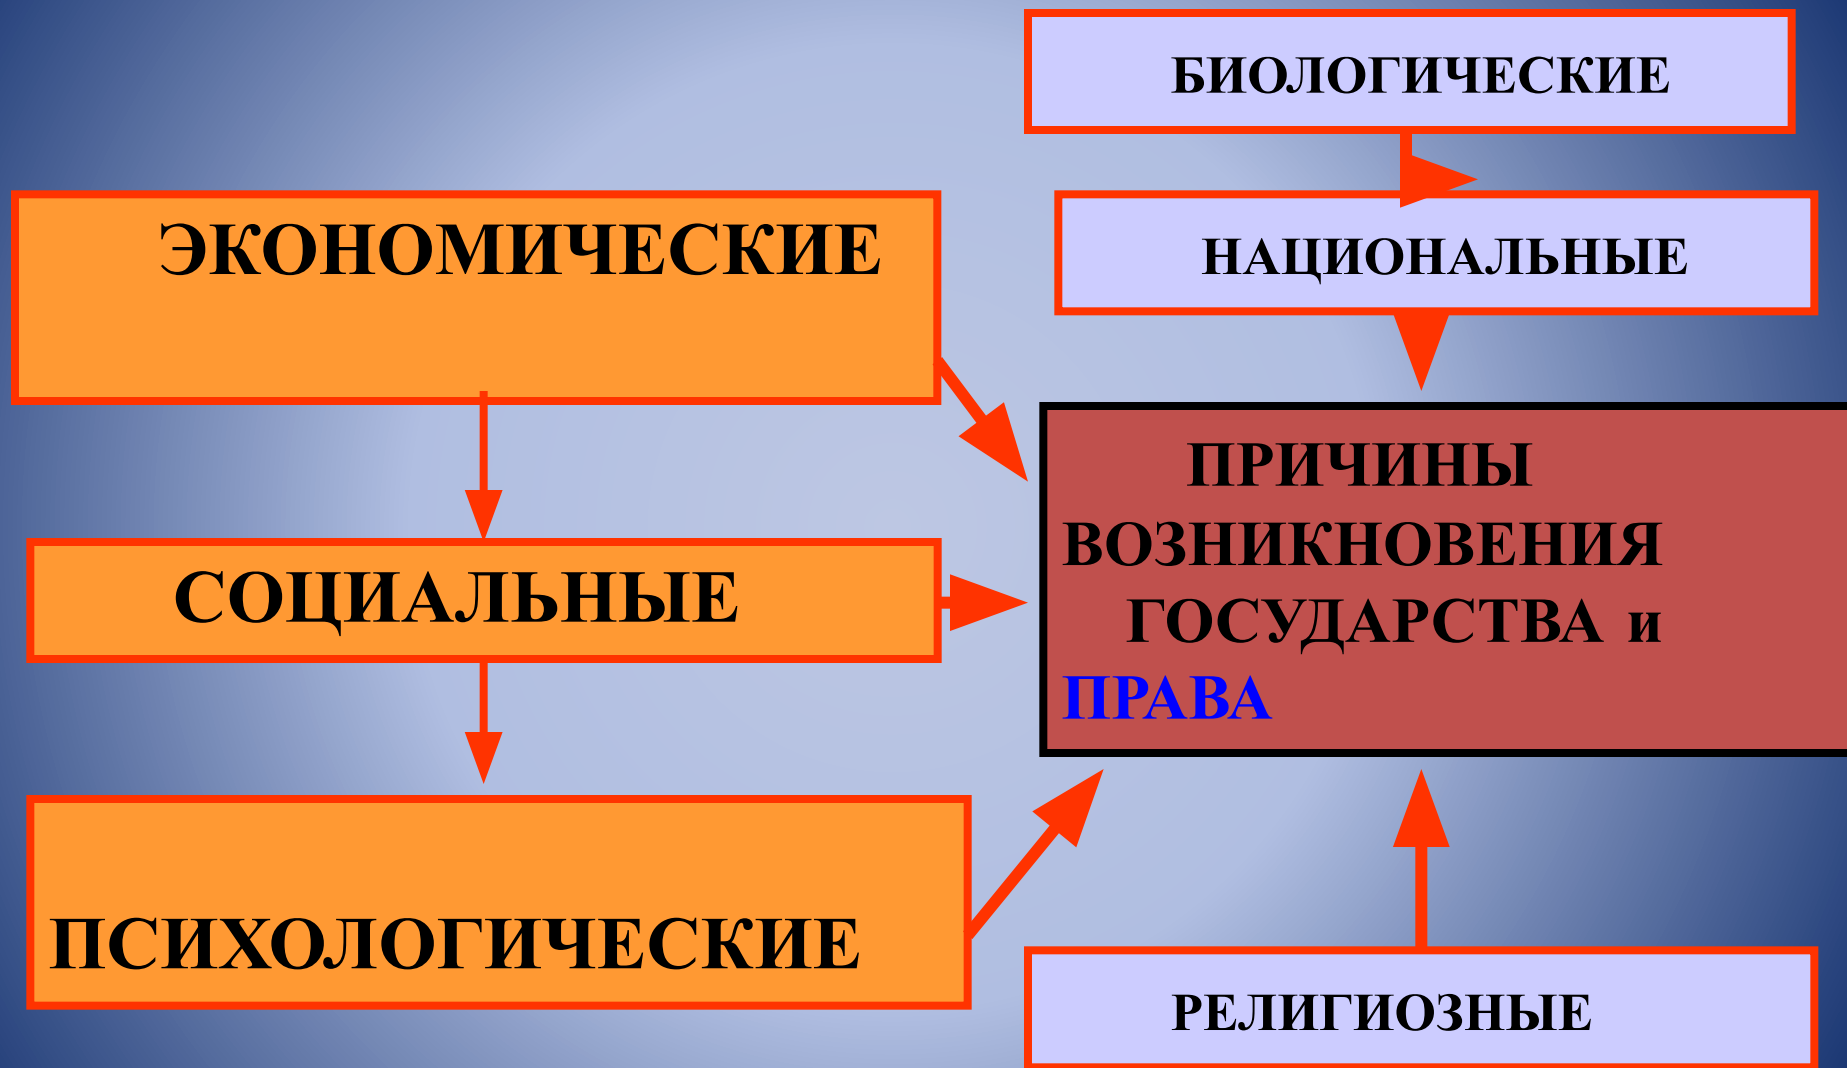 БИОЛОГИЧЕСКИЕ
ЭКОНОМИЧЕСКИЕ
НАЦИОНАЛЬНЫЕ
ПРИЧИНЫ
ВОЗНИКНОВЕНИЯ
ГОСУДАРСТВА и
ПРАВА
СОЦИАЛЬНЫЕ
ПСИХОЛОГИЧЕСКИЕ
РЕЛИГИОЗНЫЕ